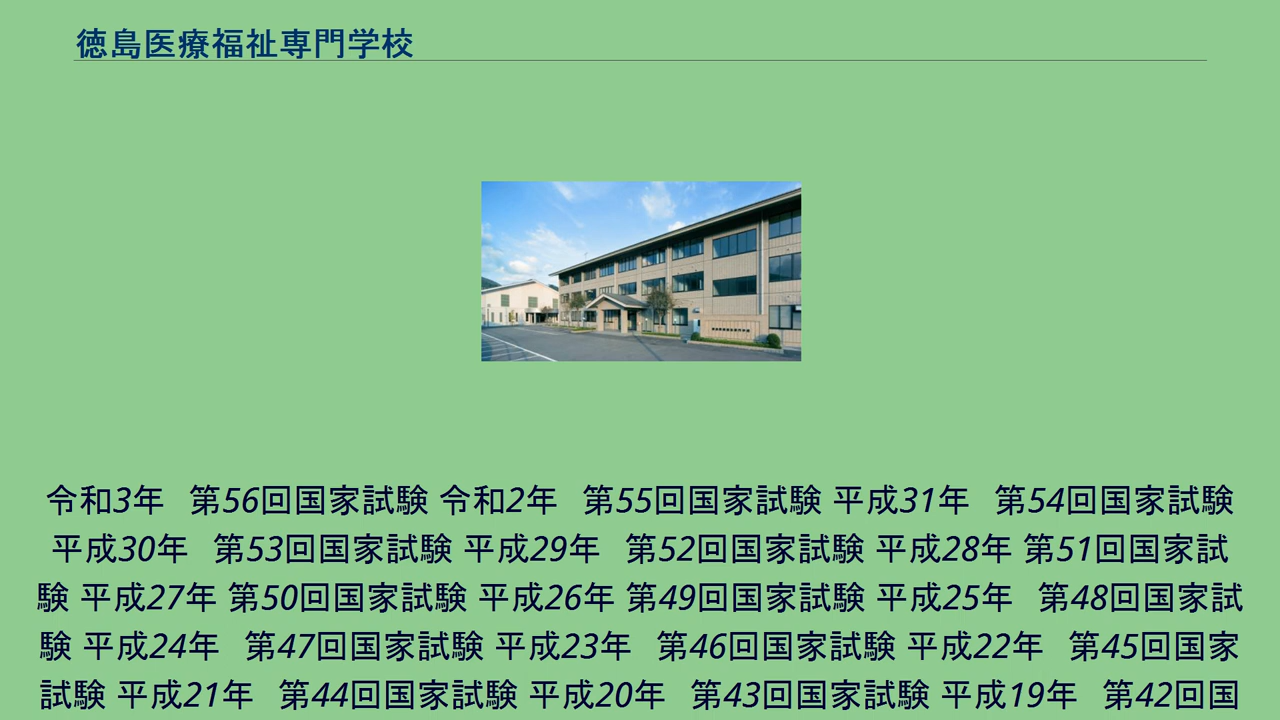 徳島医療福祉専門学校
令和3年 第56回国家試験 令和2年 第55回国家試験 平成31年 第54回国家試験
平成30年 第53回国家試験 平成29年 第52回国家試験 平成28年 第51回国家試
験 平成27年 第50回国家試験 平成26年 第49回国家試験 平成25年 第48回国家試
験 平成24年 第47回国家試験 平成23年 第46回国家試験 平成22年 第45回国家
試験 平成21年 第44回国家試験 平成20年 第43回国家試験 平成19年 第42回国